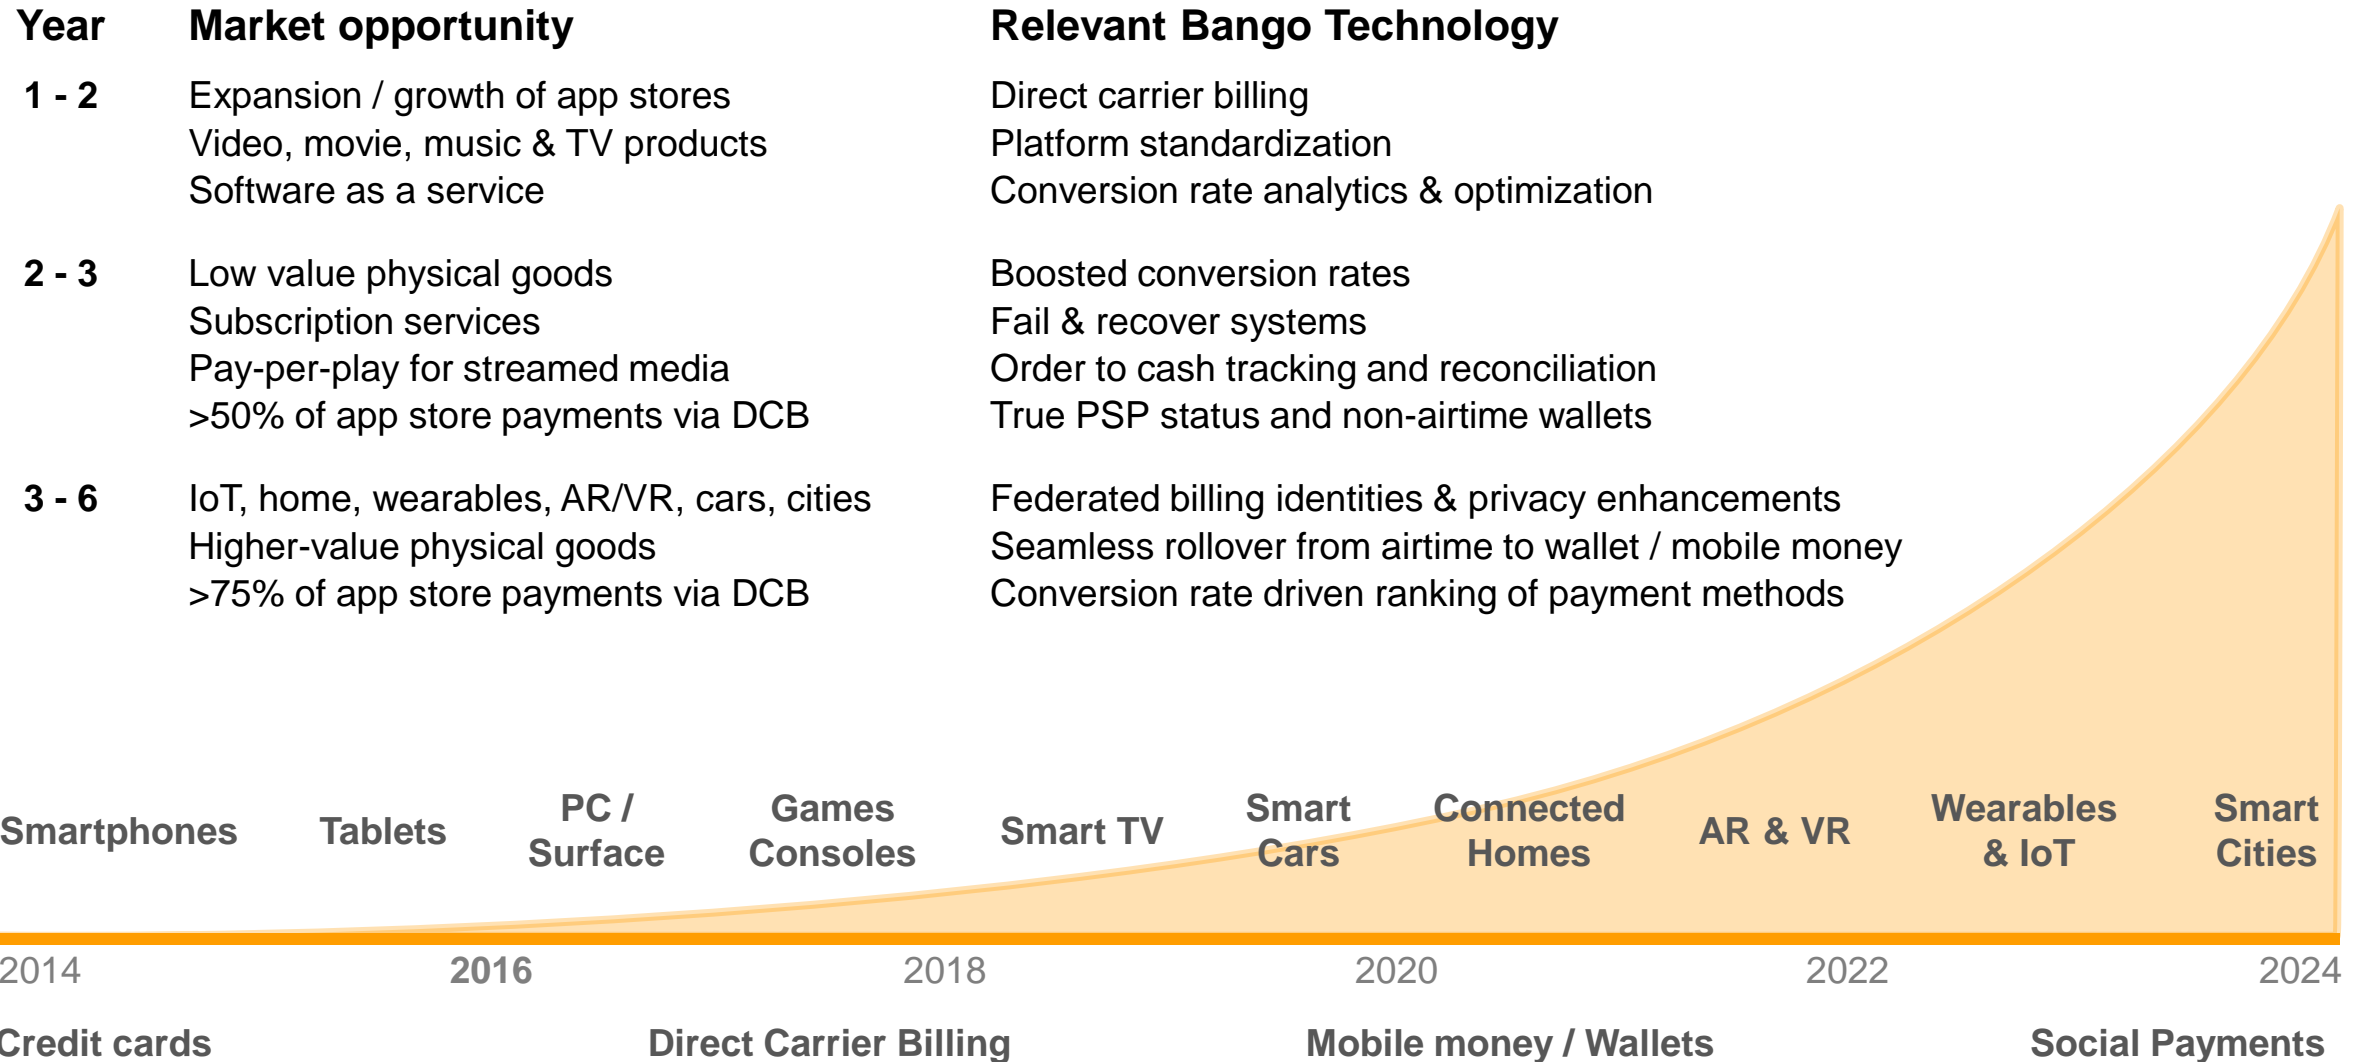 Year Market opportunity Relevant Bango Technology
1 - 2 Expansion / growth of app stores Direct carrier billing
Video, movie, music & TV products Platform standardization
Software as a service Conversion rate analytics & optimization
2 - 3 Low value physical goods Boosted conversion rates
Subscription services Fail & recover systems
Pay-per-play for streamed media Order to cash tracking and reconciliation
>50% of app store payments via DCB True PSP status and non-airtime wallets
3 - 6 IoT, home, wearables, AR/VR, cars, cities Federated billing identities & privacy enhancements
Higher-value physical goods Seamless rollover from airtime to wallet / mobile money
>75% of app store payments via DCB Conversion rate driven ranking of payment methods
Smartphones Tablets PC / Surface Games Consoles Smart TV Smart Cars Connected Homes AR & VR Wearables & IoT Smart Cities
2014 2016 2018 2020 2022 2024
Credit cards Direct Carrier Billing Mobile money / Wallets Social Payments